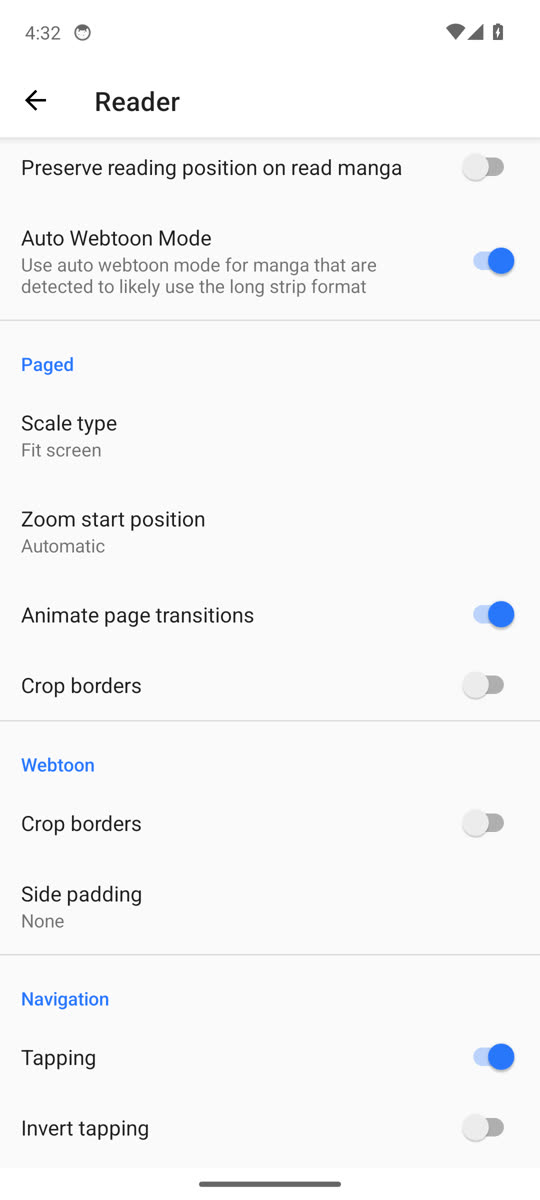 4:32
Reader
Preserve reading position on read manga
Auto Webtoon Mode
Use auto webtoon mode for manga that are
detected to likely use the long strip format
Paged
Scale type
Fit screen
Zoom start position
Automatic
Animate page transitions
Crop borders
Webtoon
Crop borders
Side padding
None
Navigation
Tapping
Invert tapping